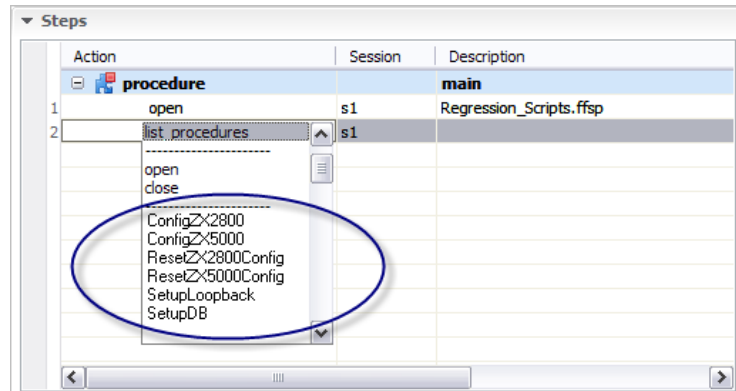 Steps
Action Session Description
procedure main
1 open s1 Regression_Scripts.ffsp
2 list_procedures s1
----------------------
open
close
----------------------
ConfigZX2800
ConfigZX5000
ResetZX2800Config
ResetZX5000Config
SetupLoopback
SetupDB